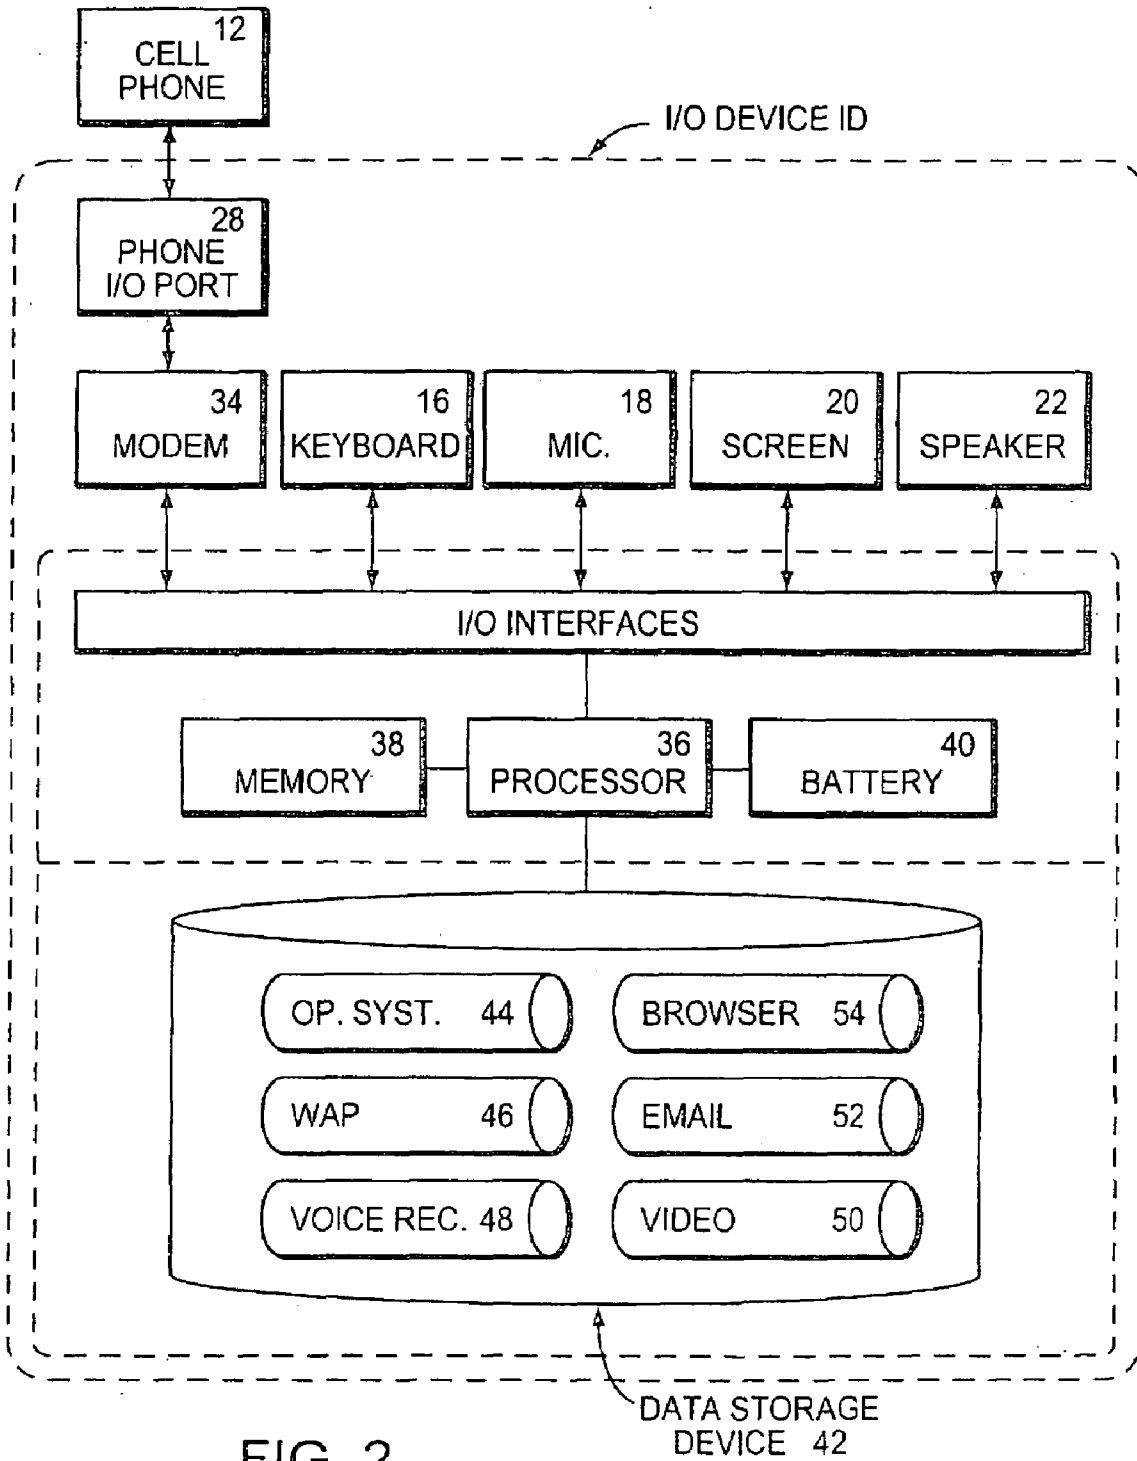 12
CELL
PHONE
I/O DEVICE ID
28
PHONE
I/O PORT
34
MODEM
16
KEYBOARD
18
MIC.
20
SCREEN
22
SPEAKER
I/O INTERFACES
38
MEMORY
36
PROCESSOR
40
BATTERY
OP. SYST. 44
BROWSER 54
WAP 46
EMAIL 52
VOICE REC. 48
VIDEO 50
DATA STORAGE
DEVICE 42
FIG. 2